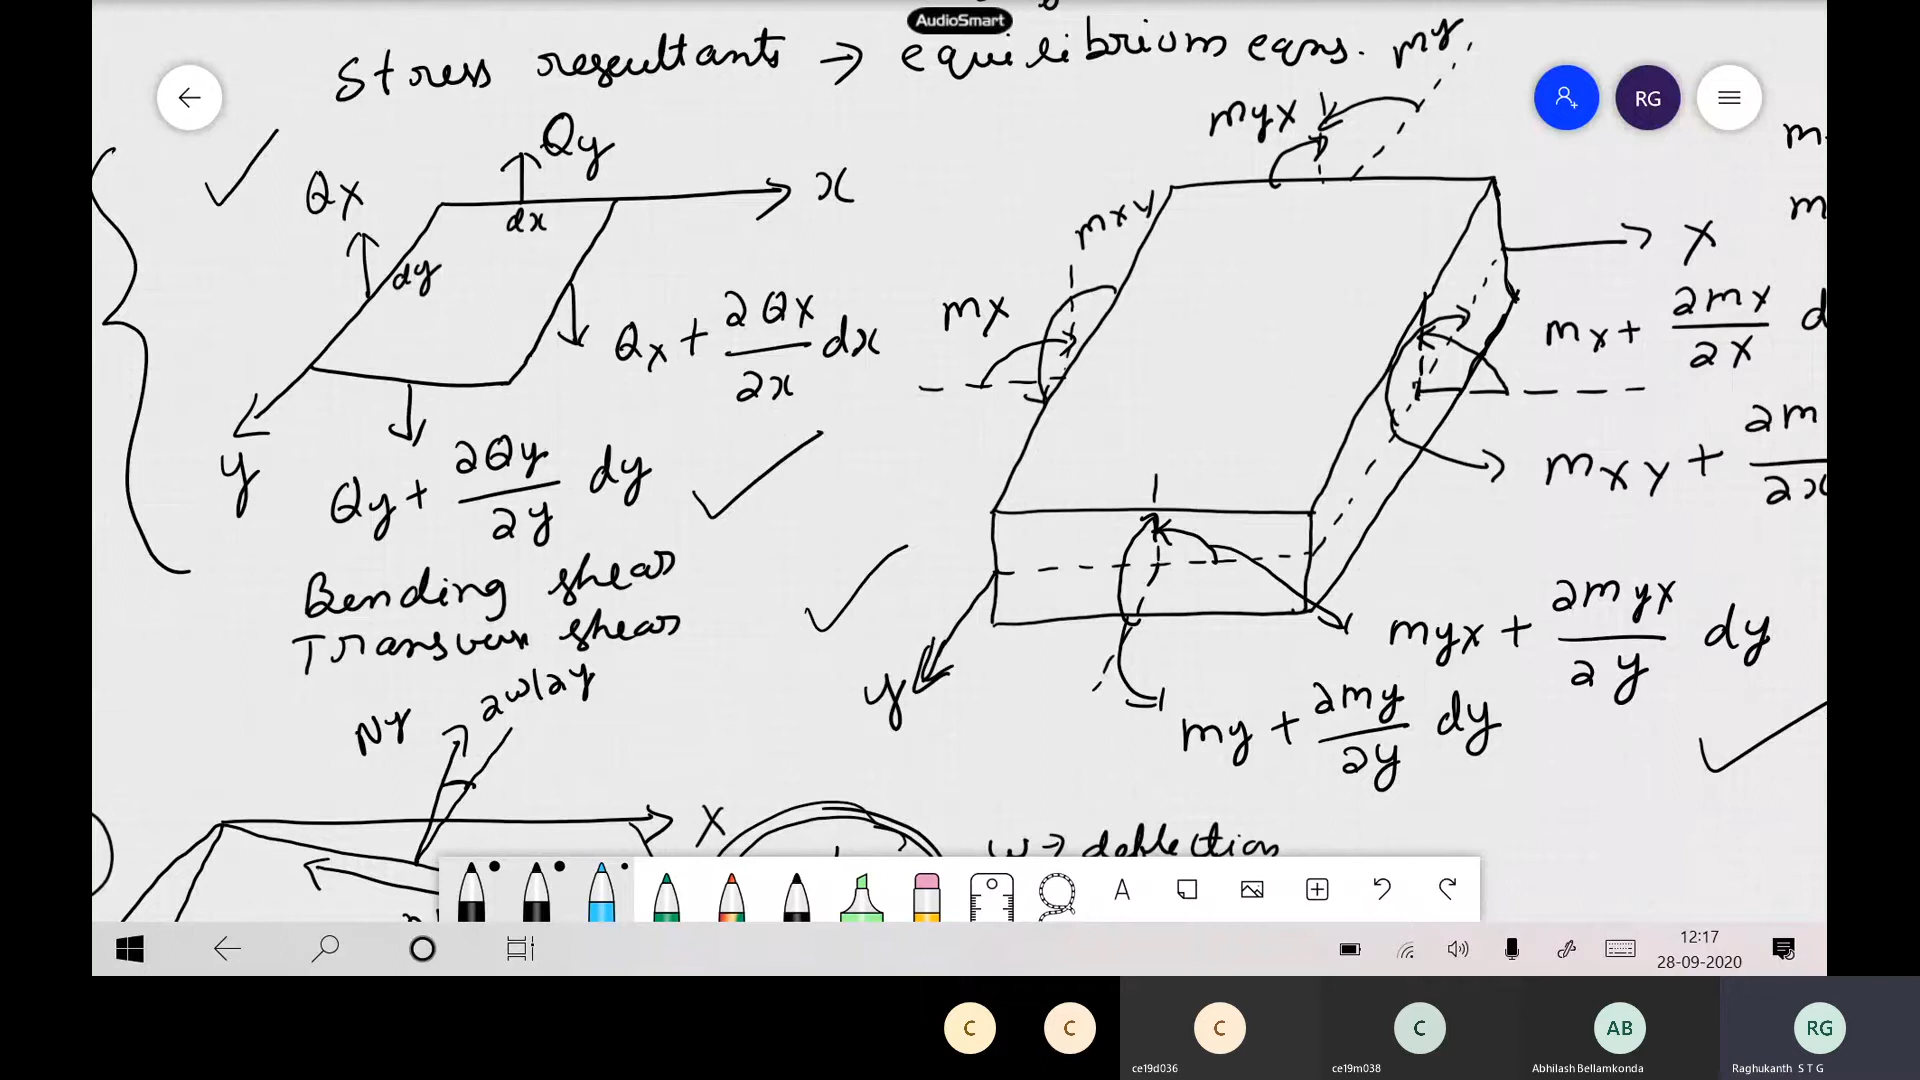 AudioSmart
Stress resultants → equilibrium eqns.
my
RG
myx
Qy
Qx
x
dx
dy
mxy
m
m
X
mx
Qx + ∂Qx/∂x dx
mx + ∂mx/∂x d
y
Qy + ∂Qy/∂y dy
mxy + ∂m/∂x
Bending shear
Transverse shear
myx + ∂myx/∂y dy
y
my + ∂my/∂y dy
Ny
∂w/∂y
X
w → deflection
A
12:17
28-09-2020
C
C
C
C
AB
RG
ce19d036
ce19m038
Abhilash Bellamkonda
Raghukanth S T G